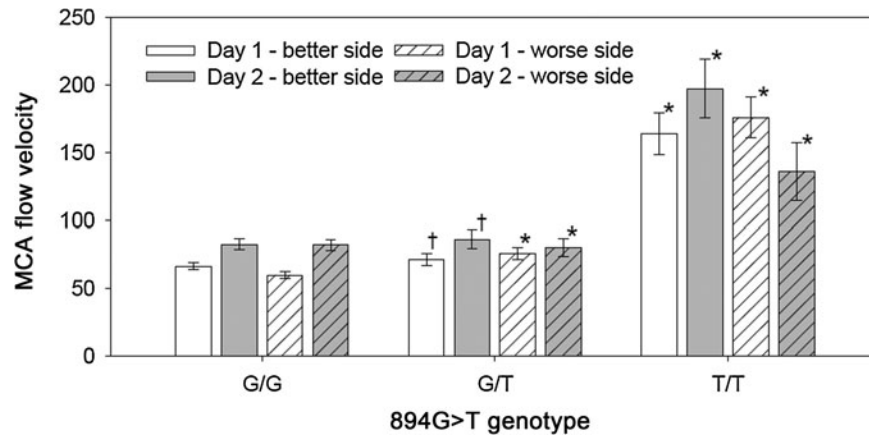 250
200
150
100
50
0
MCA flow velocity
Day 1 - better side
Day 1 - worse side
Day 2 - better side
Day 2 - worse side
†
†
*
*
*
*
*
*
G/G
G/T
T/T
894G>T genotype